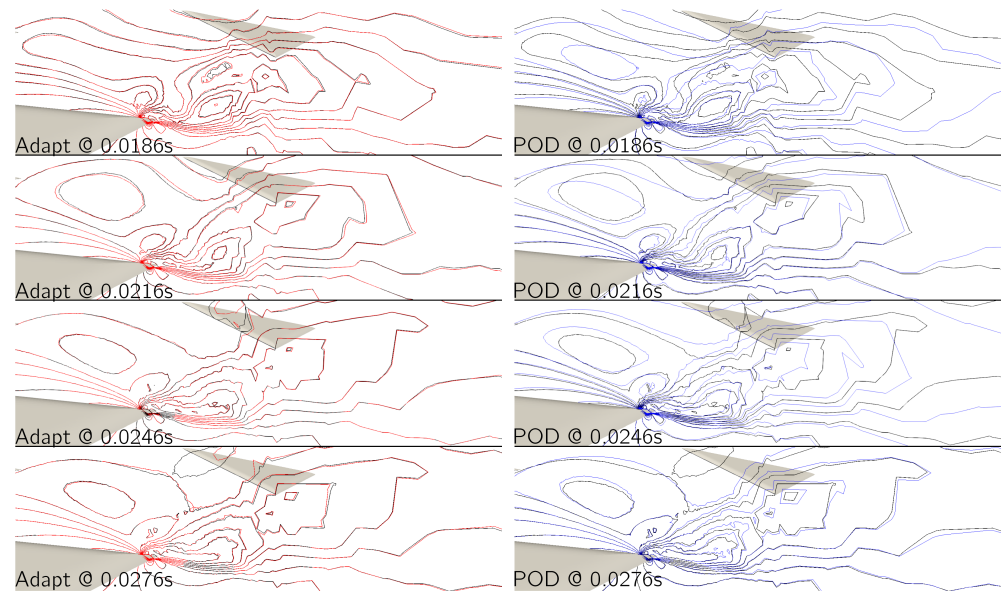 Adapt @ 0.0186s
POD @ 0.0186s
Adapt @ 0.0216s
POD @ 0.0216s
Adapt @ 0.0246s
POD @ 0.0246s
Adapt @ 0.0276s
POD @ 0.0276s